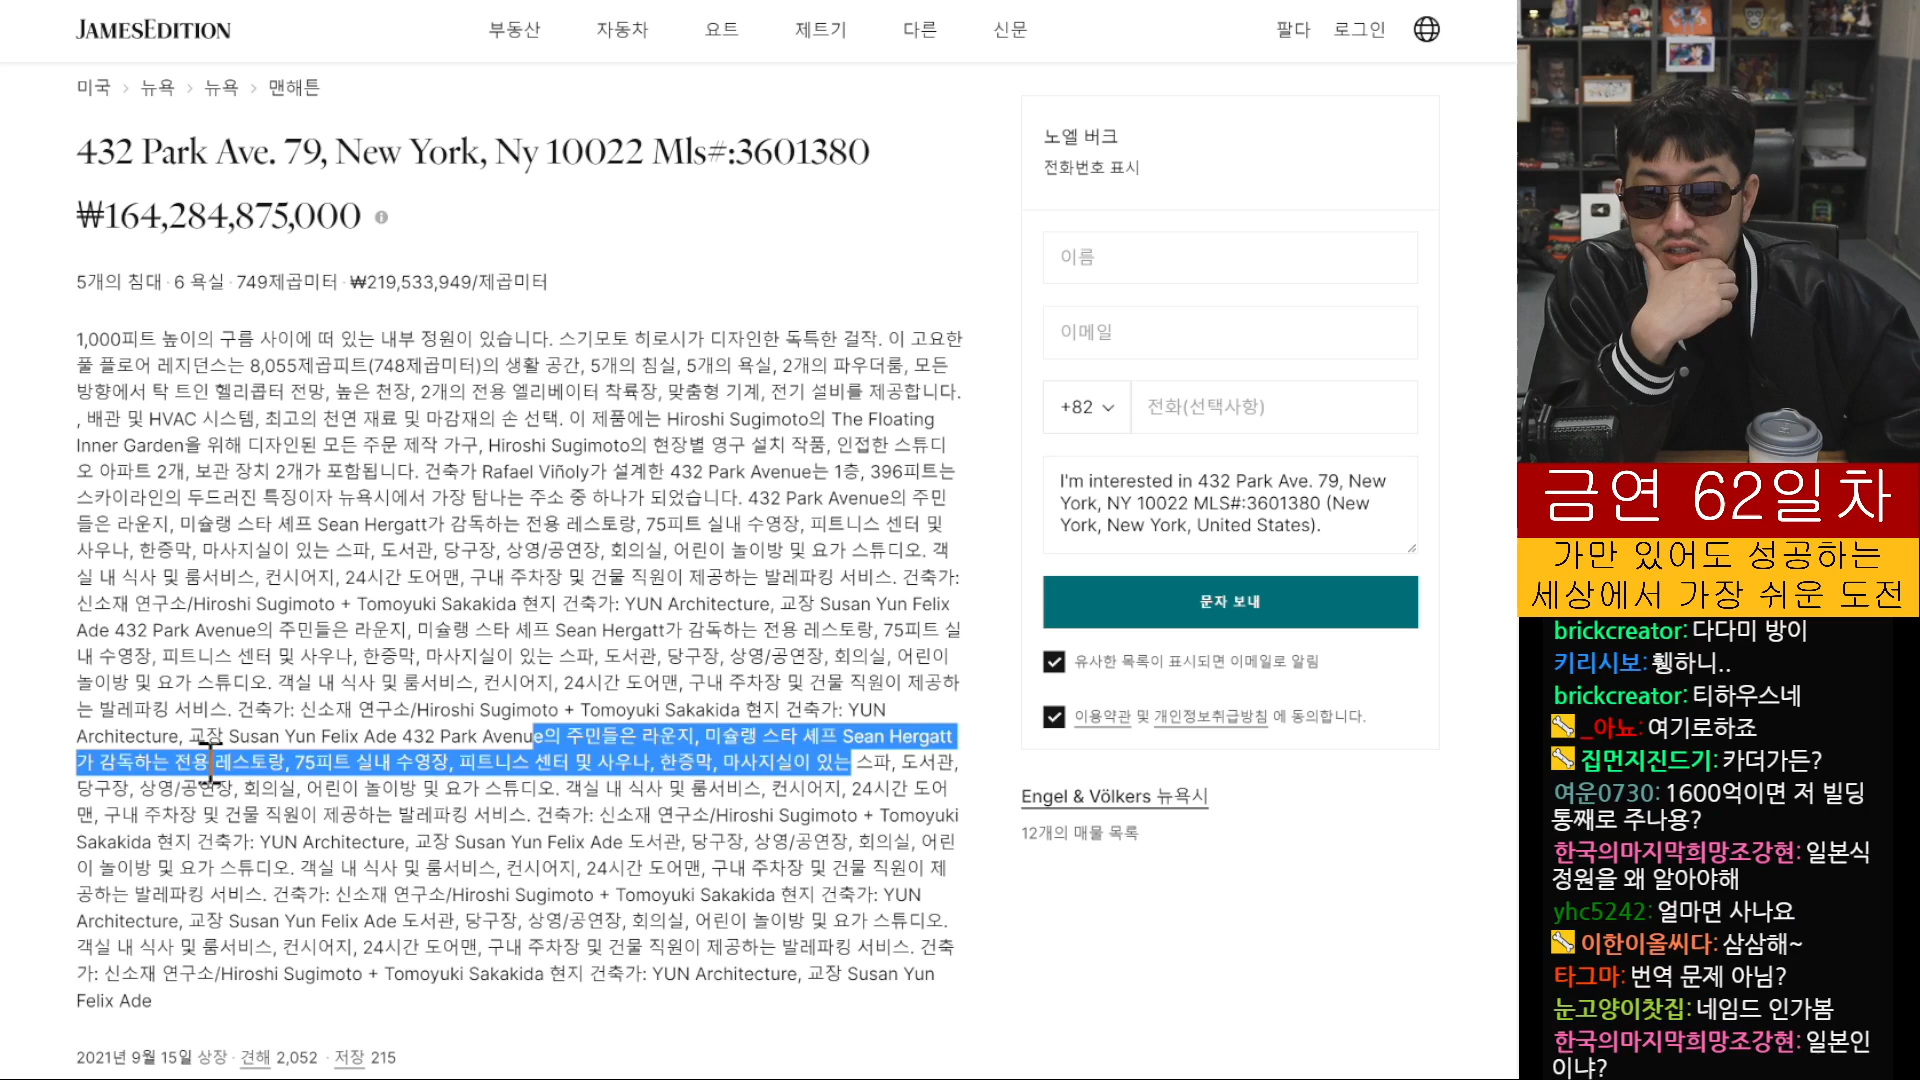 JAMESEDITION
부동산 자동차 요트 제트기 다른 신문 팔다 로그인
미국 > 뉴욕 > 뉴욕 > 맨해튼
432 Park Ave. 79, New York, Ny 10022 Mls#:3601380
₩164,284,875,000
5개의 침대 · 6 욕실 · 749제곱미터 · ₩219,533,949/제곱미터
1,000피트 높이의 구름 사이에 떠 있는 내부 정원이 있습니다. 스기모토 히로시가 디자인한 독특한 걸작. 이 고요한
풀 플로어 레지던스는 8,055제곱피트(748제곱미터)의 생활 공간, 5개의 침실, 5개의 욕실, 2개의 파우더룸, 모든
방향에서 탁 트인 헬리콥터 전망, 높은 천장, 2개의 전용 엘리베이터 착륙장, 맞춤형 기계, 전기 설비를 제공합니다.
, 배관 및 HVAC 시스템, 최고의 천연 재료 및 마감재의 손 선택. 이 제품에는 Hiroshi Sugimoto의 The Floating
Inner Garden을 위해 디자인된 모든 주문 제작 가구, Hiroshi Sugimoto의 현장별 영구 설치 작품, 인접한 스튜디
오 아파트 2개, 보관 장치 2개가 포함됩니다. 건축가 Rafael Viñoly가 설계한 432 Park Avenue는 1층, 396피트는
스카이라인의 두드러진 특징이자 뉴욕시에서 가장 탐나는 주소 중 하나가 되었습니다. 432 Park Avenue의 주민
들은 라운지, 미슐랭 스타 셰프 Sean Hergatt가 감독하는 전용 레스토랑, 75피트 실내 수영장, 피트니스 센터 및
사우나, 한증막, 마사지실이 있는 스파, 도서관, 당구장, 상영/공연장, 회의실, 어린이 놀이방 및 요가 스튜디오. 객
실 내 식사 및 룸서비스, 컨시어지, 24시간 도어맨, 구내 주차장 및 건물 직원이 제공하는 발레파킹 서비스. 건축가:
신소재 연구소/Hiroshi Sugimoto + Tomoyuki Sakakida 현지 건축가: YUN Architecture, 교장 Susan Yun Felix
Ade 432 Park Avenue의 주민들은 라운지, 미슐랭 스타 셰프 Sean Hergatt가 감독하는 전용 레스토랑, 75피트 실
내 수영장, 피트니스 센터 및 사우나, 한증막, 마사지실이 있는 스파, 도서관, 당구장, 상영/공연장, 회의실, 어린이
놀이방 및 요가 스튜디오. 객실 내 식사 및 룸서비스, 컨시어지, 24시간 도어맨, 구내 주차장 및 건물 직원이 제공하
는 발레파킹 서비스. 건축가: 신소재 연구소/Hiroshi Sugimoto + Tomoyuki Sakakida 현지 건축가: YUN
Architecture, 교장 Susan Yun Felix Ade 432 Park Avenue의 주민들은 라운지, 미슐랭 스타 셰프 Sean Hergatt
가 감독하는 전용 레스토랑, 75피트 실내 수영장, 피트니스 센터 및 사우나, 한증막, 마사지실이 있는 스파, 도서관,
당구장, 상영/공연장, 회의실, 어린이 놀이방 및 요가 스튜디오. 객실 내 식사 및 룸서비스, 컨시어지, 24시간 도어
맨, 구내 주차장 및 건물 직원이 제공하는 발레파킹 서비스. 건축가: 신소재 연구소/Hiroshi Sugimoto + Tomoyuki
Sakakida 현지 건축가: YUN Architecture, 교장 Susan Yun Felix Ade 도서관, 당구장, 상영/공연장, 회의실, 어린
이 놀이방 및 요가 스튜디오. 객실 내 식사 및 룸서비스, 컨시어지, 24시간 도어맨, 구내 주차장 및 건물 직원이 제
공하는 발레파킹 서비스. 건축가: 신소재 연구소/Hiroshi Sugimoto + Tomoyuki Sakakida 현지 건축가: YUN
Architecture, 교장 Susan Yun Felix Ade 도서관, 당구장, 상영/공연장, 회의실, 어린이 놀이방 및 요가 스튜디오.
객실 내 식사 및 룸서비스, 컨시어지, 24시간 도어맨, 구내 주차장 및 건물 직원이 제공하는 발레파킹 서비스. 건축
가: 신소재 연구소/Hiroshi Sugimoto + Tomoyuki Sakakida 현지 건축가: YUN Architecture, 교장 Susan Yun
Felix Ade
2021년 9월 15일 상장 · 견해 2,052 · 저장 215
노엘 버크
전화번호 표시
이름
이메일
+82 전화(선택사항)
I'm interested in 432 Park Ave. 79, New
York, NY 10022 MLS#:3601380 (New
York, New York, United States).
문자 보내
유사한 목록이 표시되면 이메일로 알림
이용약관 및 개인정보취급방침 에 동의합니다.
Engel & Völkers 뉴욕시
12개의 매물 목록
금연 62일차
가만 있어도 성공하는
세상에서 가장 쉬운 도전
brickcreator: 다다미 방이
키리시보: 휑하니..
brickcreator: 티하우스네
_아뇨: 여기로하죠
집먼지진드기: 카더가든?
여운0730: 1600억이면 저 빌딩
통째로 주나용?
한국의마지막희망조강현: 일본식
정원을 왜 알아야해
yhc5242: 얼마면 사나요
이한이올씨다: 삼삼해~
타그마: 번역 문제 아님?
눈고양이찻집: 네임드 인가봄
한국의마지막희망조강현: 일본인
이냐?